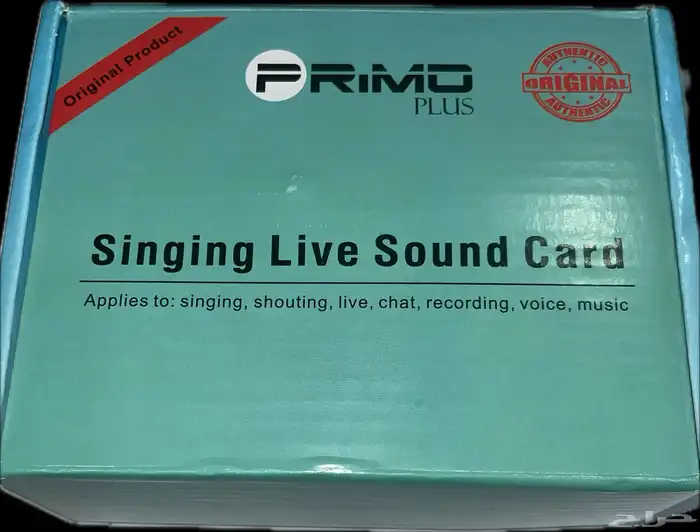 Original Product
PRiMO
PLUS
AUTHENTIC
ORIGINAL
AUTHENTIC
Singing Live Sound Card
Applies to: singing, shouting, live, chat, recording, voice, music
حراج